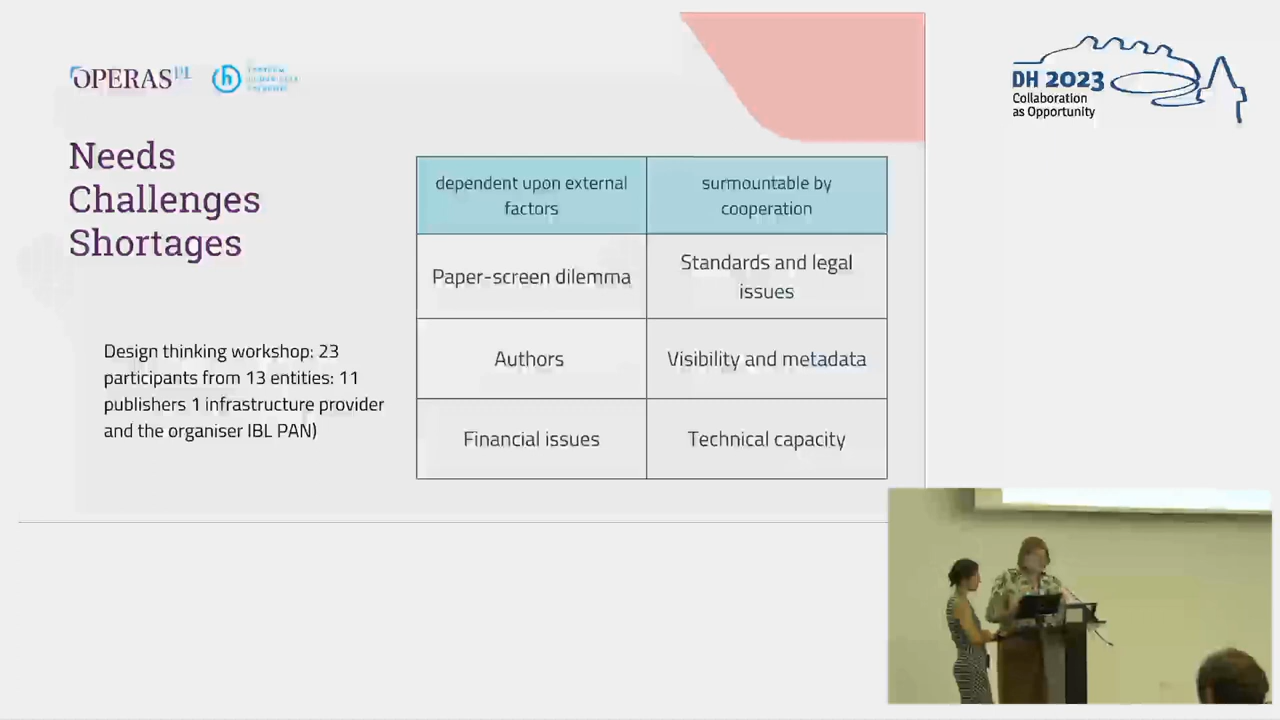 OPERAS PL
DH 2023
Collaboration
as Opportunity
Needs
Challenges
Shortages
Design thinking workshop: 23
participants from 13 entities: 11
publishers 1 infrastructure provider
and the organiser IBL PAN)
dependent upon external
factors
surmountable by
cooperation
Paper-screen dilemma
Standards and legal
issues
Authors
Visibility and metadata
Financial issues
Technical capacity